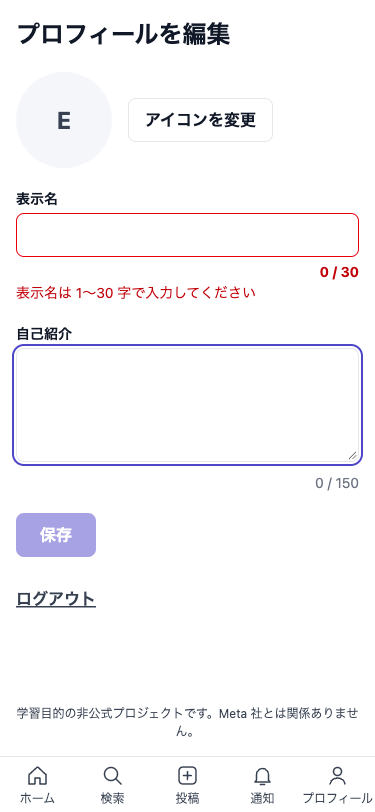 プロフィールを編集
E
アイコンを変更
表示名
0 / 30
表示名は 1〜30 字で入力してください
自己紹介
0 / 150
保存
ログアウト
学習目的の非公式プロジェクトです。Meta 社とは関係ありませ
ん。
ホーム
検索
投稿
通知
プロフィール